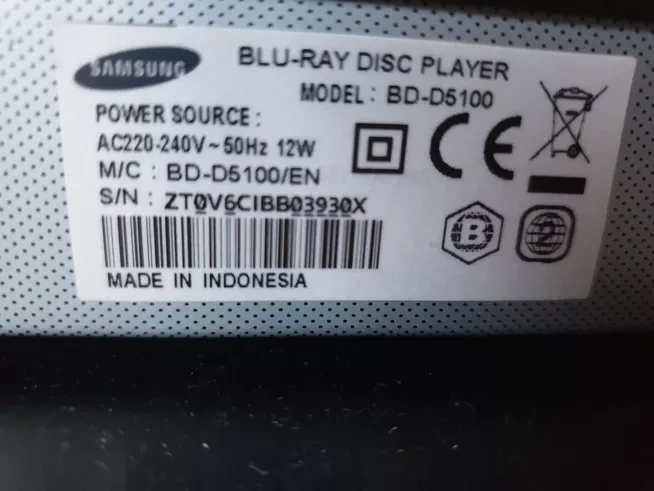 SAMSUNG
BLU-RAY DISC PLAYER
MODEL : BD-D5100
POWER SOURCE :
AC220-240V ~ 50Hz 12W
M/C : BD-D5100/EN
S/N : ZT0V6CIBB03930X
CE
B
2
MADE IN INDONESIA